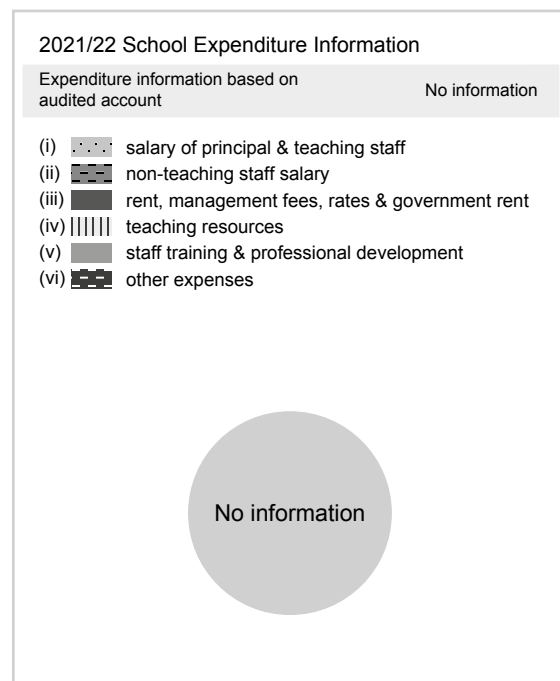 2021/22 School Expenditure Information
Expenditure information based on
audited account
No information
(i) salary of principal & teaching staff
(ii) non-teaching staff salary
(iii) rent, management fees, rates & government rent
(iv) teaching resources
(v) staff training & professional development
(vi) other expenses
No information